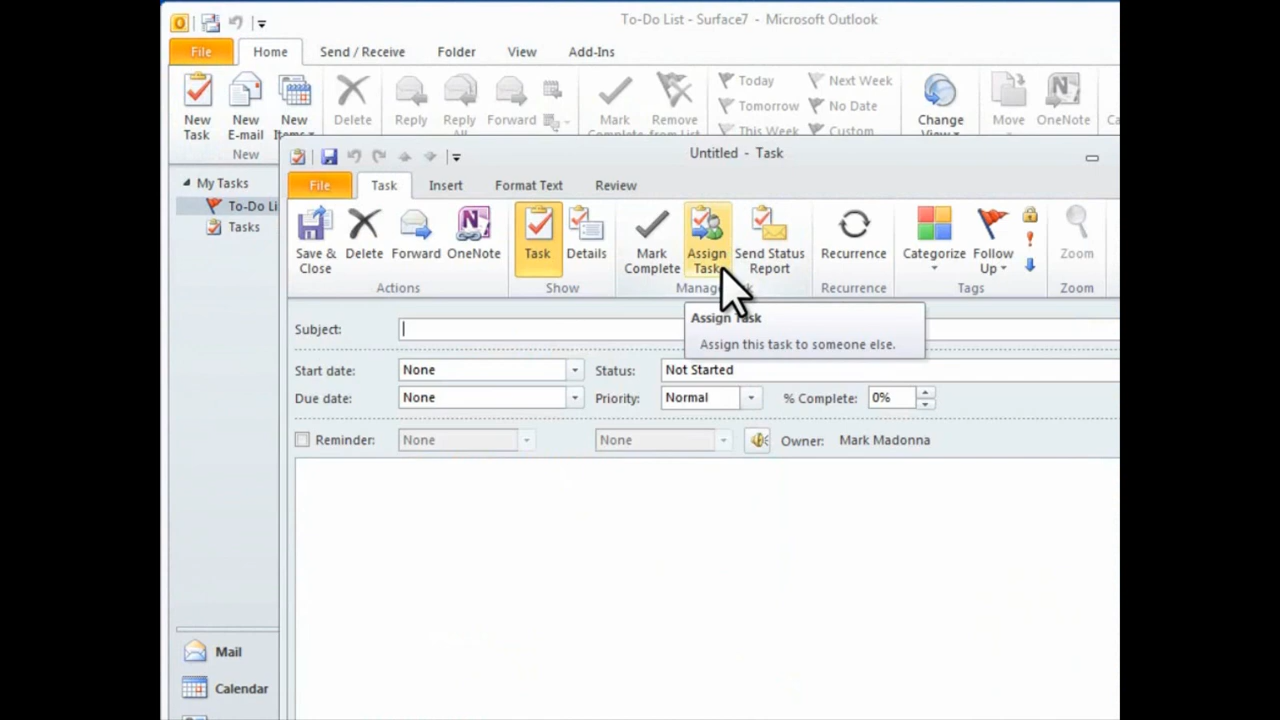 To-Do List - Surface7 - Microsoft Outlook
File Home Send / Receive Folder View Add-Ins
New Task
New E-mail
New Items
Delete
Reply
Reply All
Forward
Mark Complete
Remove from List
Today
Tomorrow
This Week
Next Week
No Date
Custom
Change View
Move
OneNote
New
My Tasks
To-Do Li
Tasks
Untitled - Task
File Task Insert Format Text Review
Save & Close
Delete
Forward
OneNote
Task
Details
Mark Complete
Assign Task
Send Status Report
Recurrence
Categorize
Follow Up
Zoom
Actions Show Manage Recurrence Tags Zoom
Assign Task
Assign this task to someone else.
Subject:
Start date: None Status: Not Started
Due date: None Priority: Normal % Complete: 0%
Reminder: None None Owner: Mark Madonna
Mail
Calendar